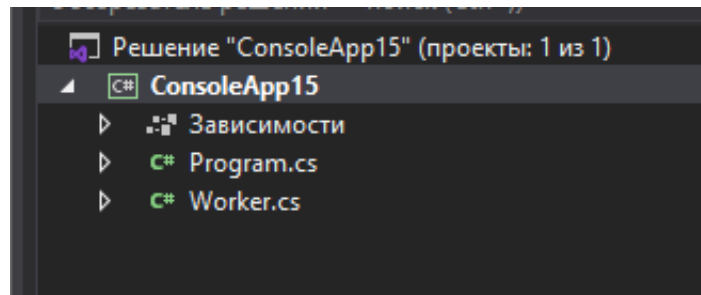 Решение "ConsoleApp15" (проекты: 1 из 1)
C# ConsoleApp15
Зависимости
C# Program.cs
C# Worker.cs